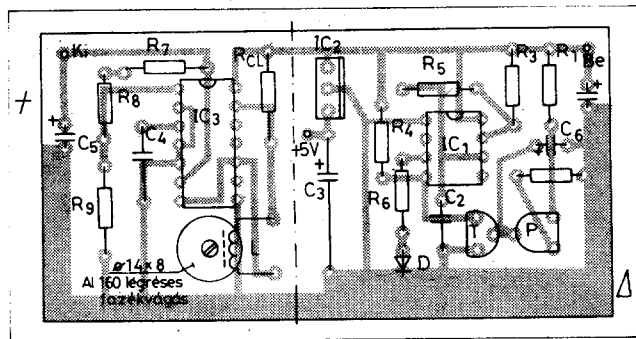 Ki
R7
RCL
IC2
R5
R3
R1
Be
+
R8
IC3
+
C5
C4
+5V
R4
IC1
+
C6
+
C3
R9
R6
C2
T
P
D
ø14×8
Al 160 légréses
fazékvágás